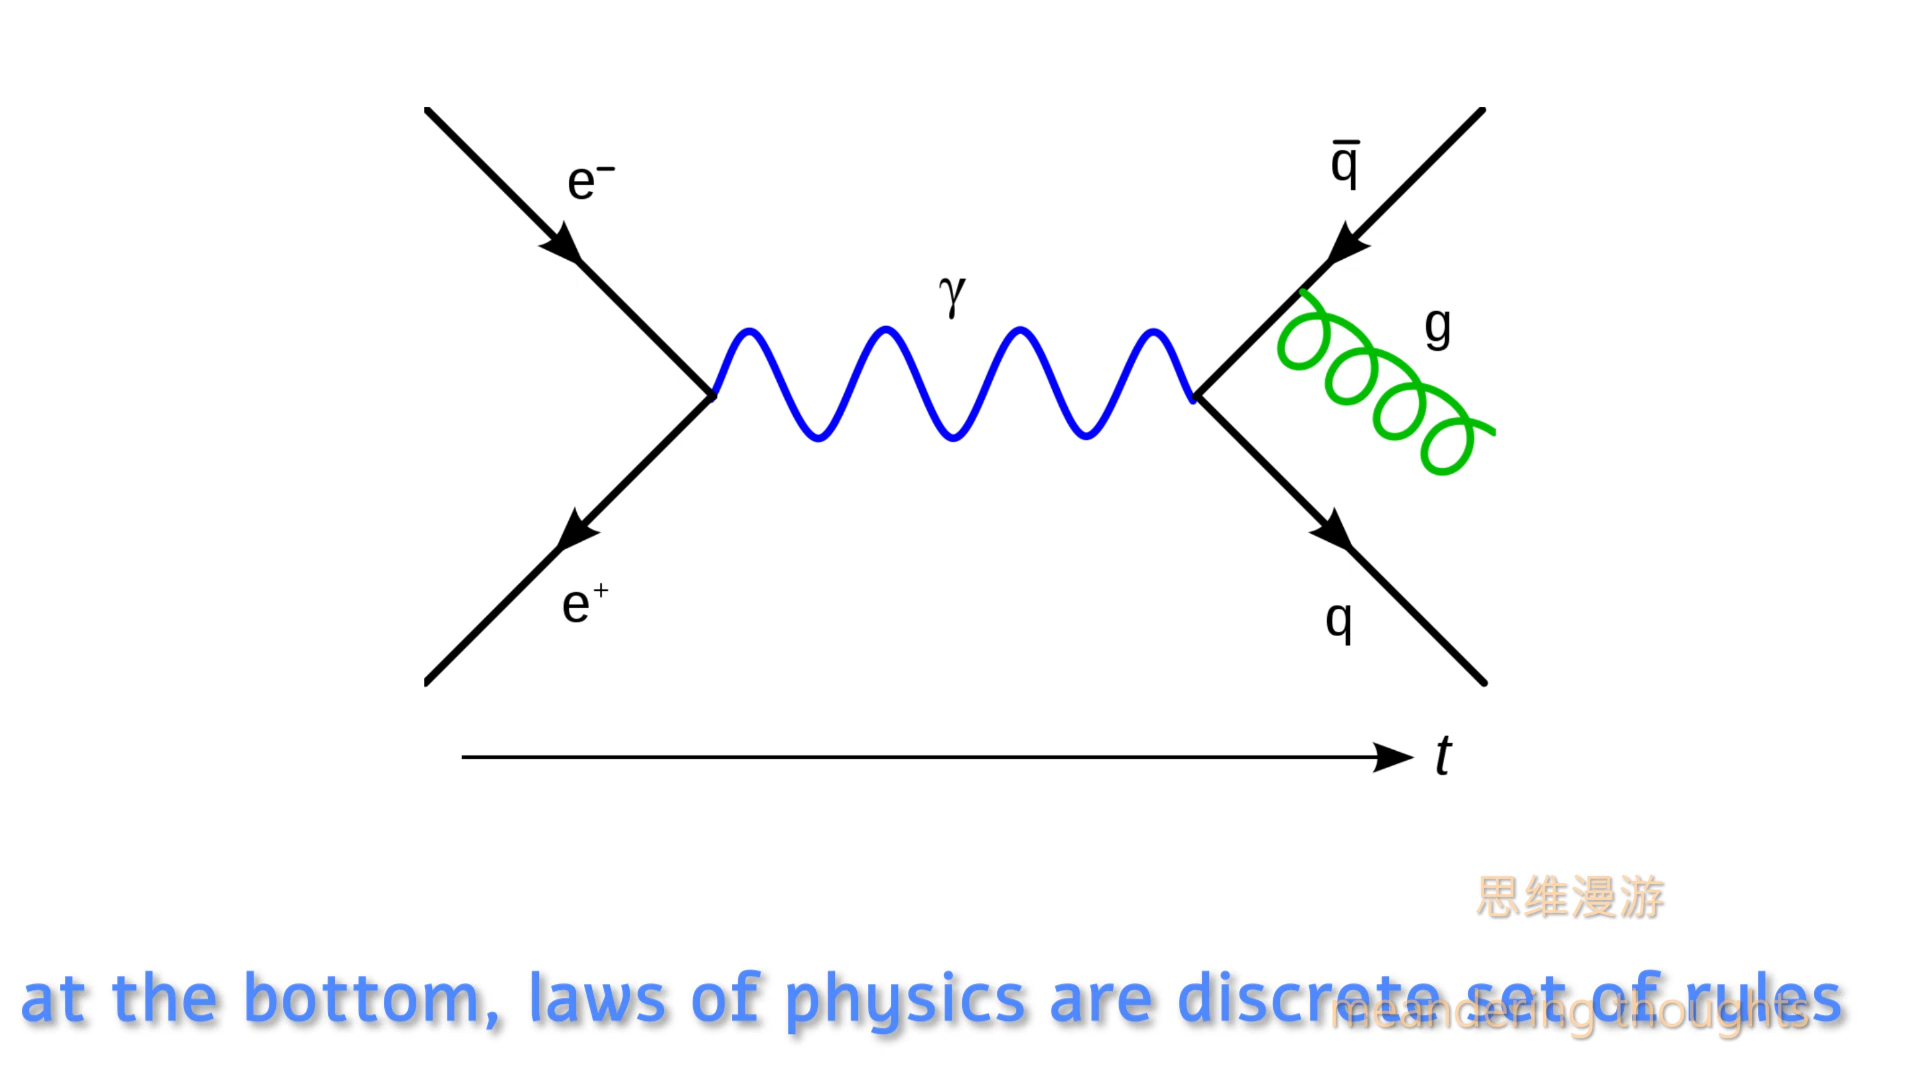 e⁻
q̅
γ
g
e⁺
q
t
思维漫游
at the bottom, laws of physics are discrete set of rules
meandering thoughts